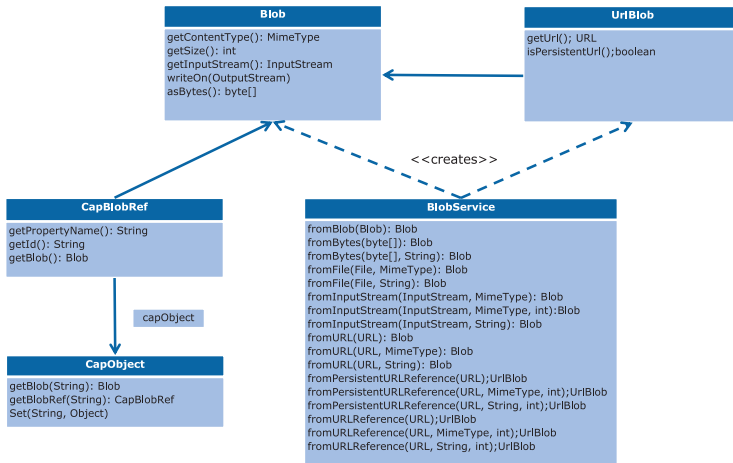 Blob
getContentType(): MimeType
getSize(): int
getInputStream(): InputStream
writeOn(OutputStream)
asBytes(): byte[]
UrlBlob
getUrl(); URL
isPersistentUrl();boolean
<<creates>>
CapBlobRef
getPropertyName(): String
getId(): String
getBlob(): Blob
capObject
CapObject
getBlob(String): Blob
getBlobRef(String): CapBlobRef
Set(String, Object)
BlobService
fromBlob(Blob): Blob
fromBytes(byte[]): Blob
fromBytes(byte[], String): Blob
fromFile(File, MimeType): Blob
fromFile(File, String): Blob
fromInputStream(InputStream, MimeType): Blob
fromInputStream(InputStream, MimeType, int):Blob
fromInputStream(InputStream, String): Blob
fromURL(URL): Blob
fromURL(URL, MimeType): Blob
fromURL(URL, String): Blob
fromPersistentURLReference(URL);UrlBlob
fromPersistentURLReference(URL, MimeType, int);UrlBlob
fromPersistentURLReference(URL, String, int);UrlBlob
fromURLReference(URL);UrlBlob
fromURLReference(URL, MimeType, int);UrlBlob
fromURLReference(URL, String, int);UrlBlob